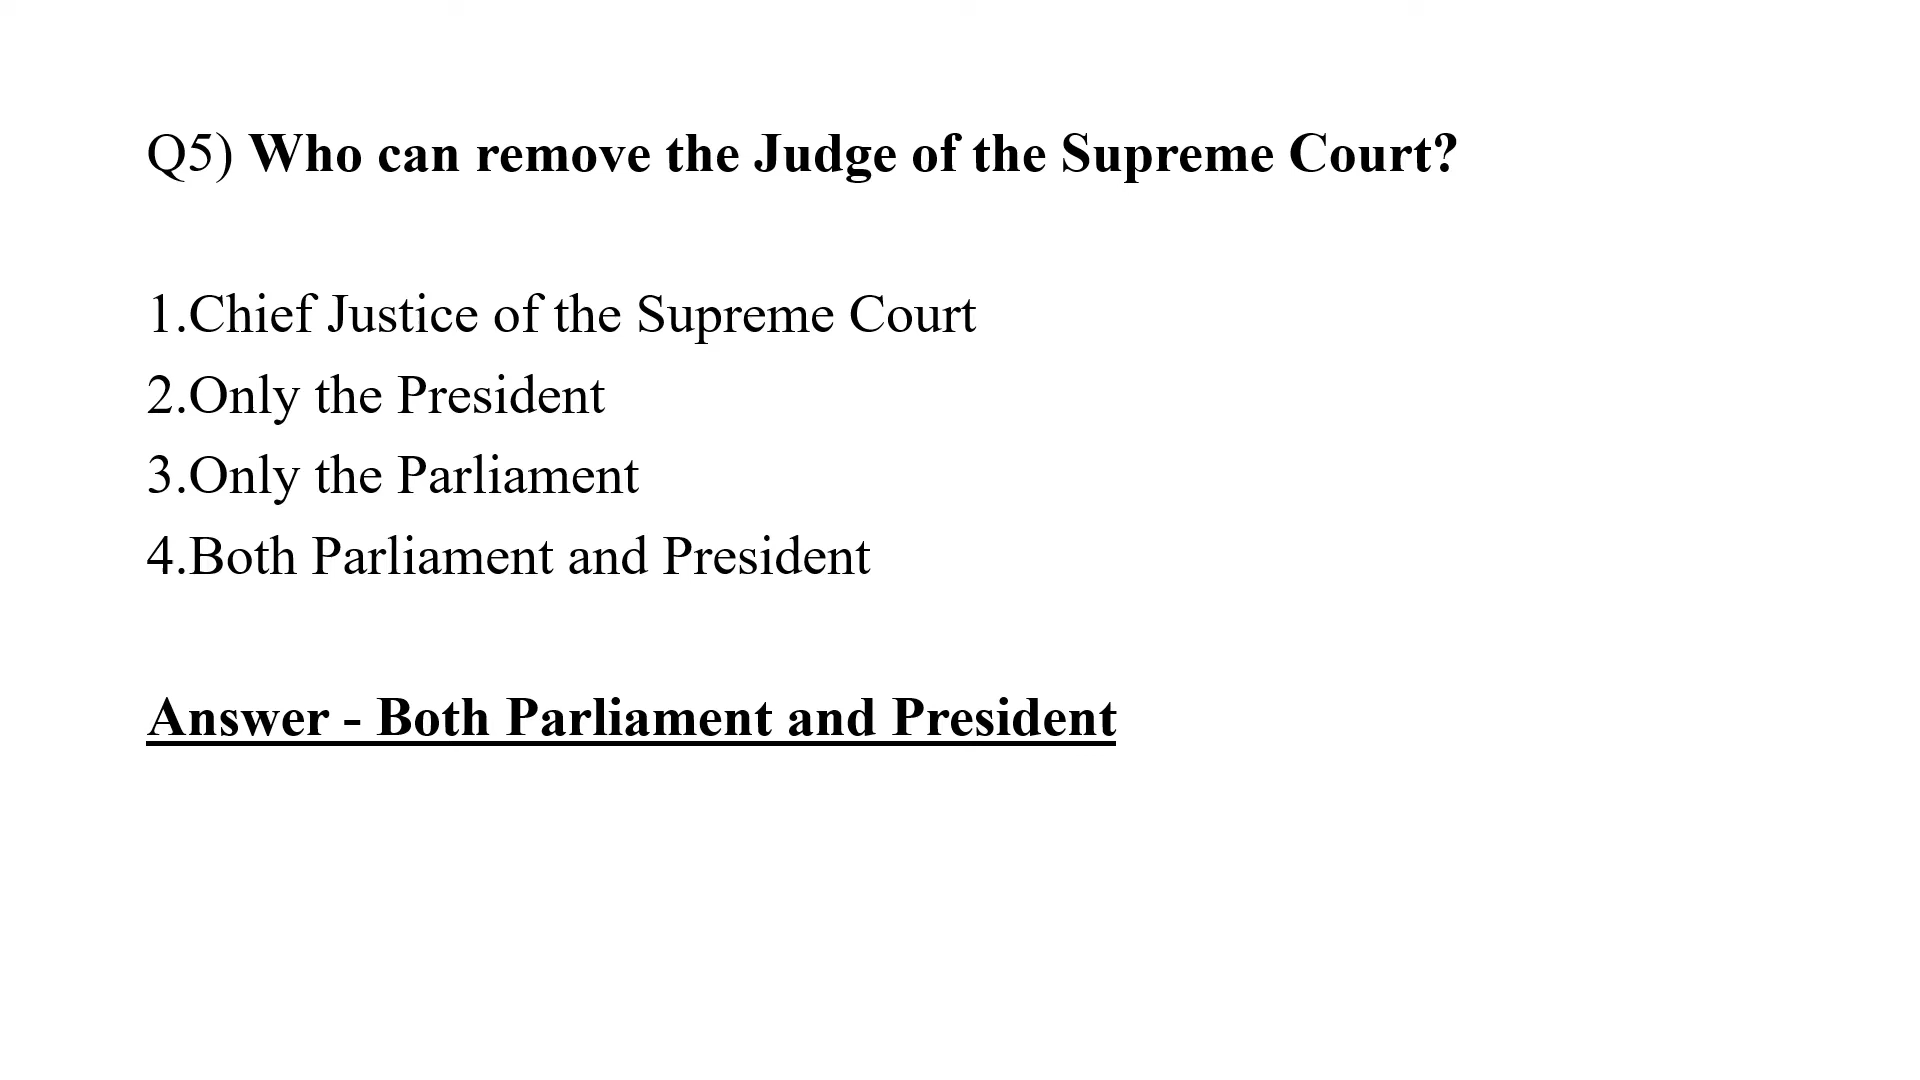 Q5) Who can remove the Judge of the Supreme Court?
1.Chief Justice of the Supreme Court
2.Only the President
3.Only the Parliament
4.Both Parliament and President
Answer - Both Parliament and President